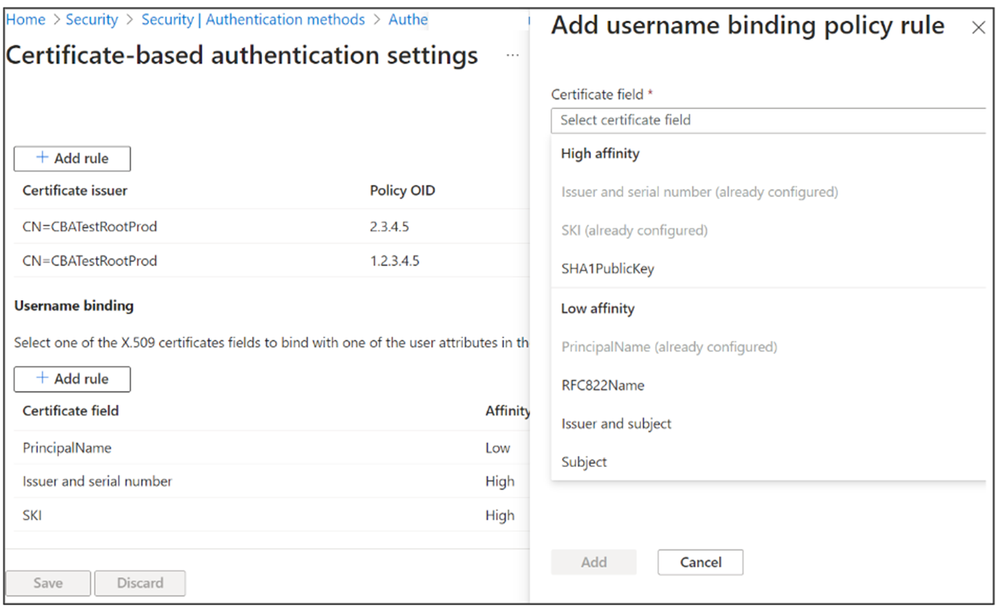 Home > Security > Security | Authentication methods > Authe
Certificate-based authentication settings ...
+ Add rule
Certificate issuer Policy OID
CN=CBATestRootProd 2.3.4.5
CN=CBATestRootProd 1.2.3.4.5
Username binding
Select one of the X.509 certificates fields to bind with one of the user attributes in th
+ Add rule
Certificate field Affinity
PrincipalName Low
Issuer and serial number High
SKI High
Save Discard
Add username binding policy rule
Certificate field *
Select certificate field
High affinity
Issuer and serial number (already configured)
SKI (already configured)
SHA1PublicKey
Low affinity
PrincipalName (already configured)
RFC822Name
Issuer and subject
Subject
Add Cancel